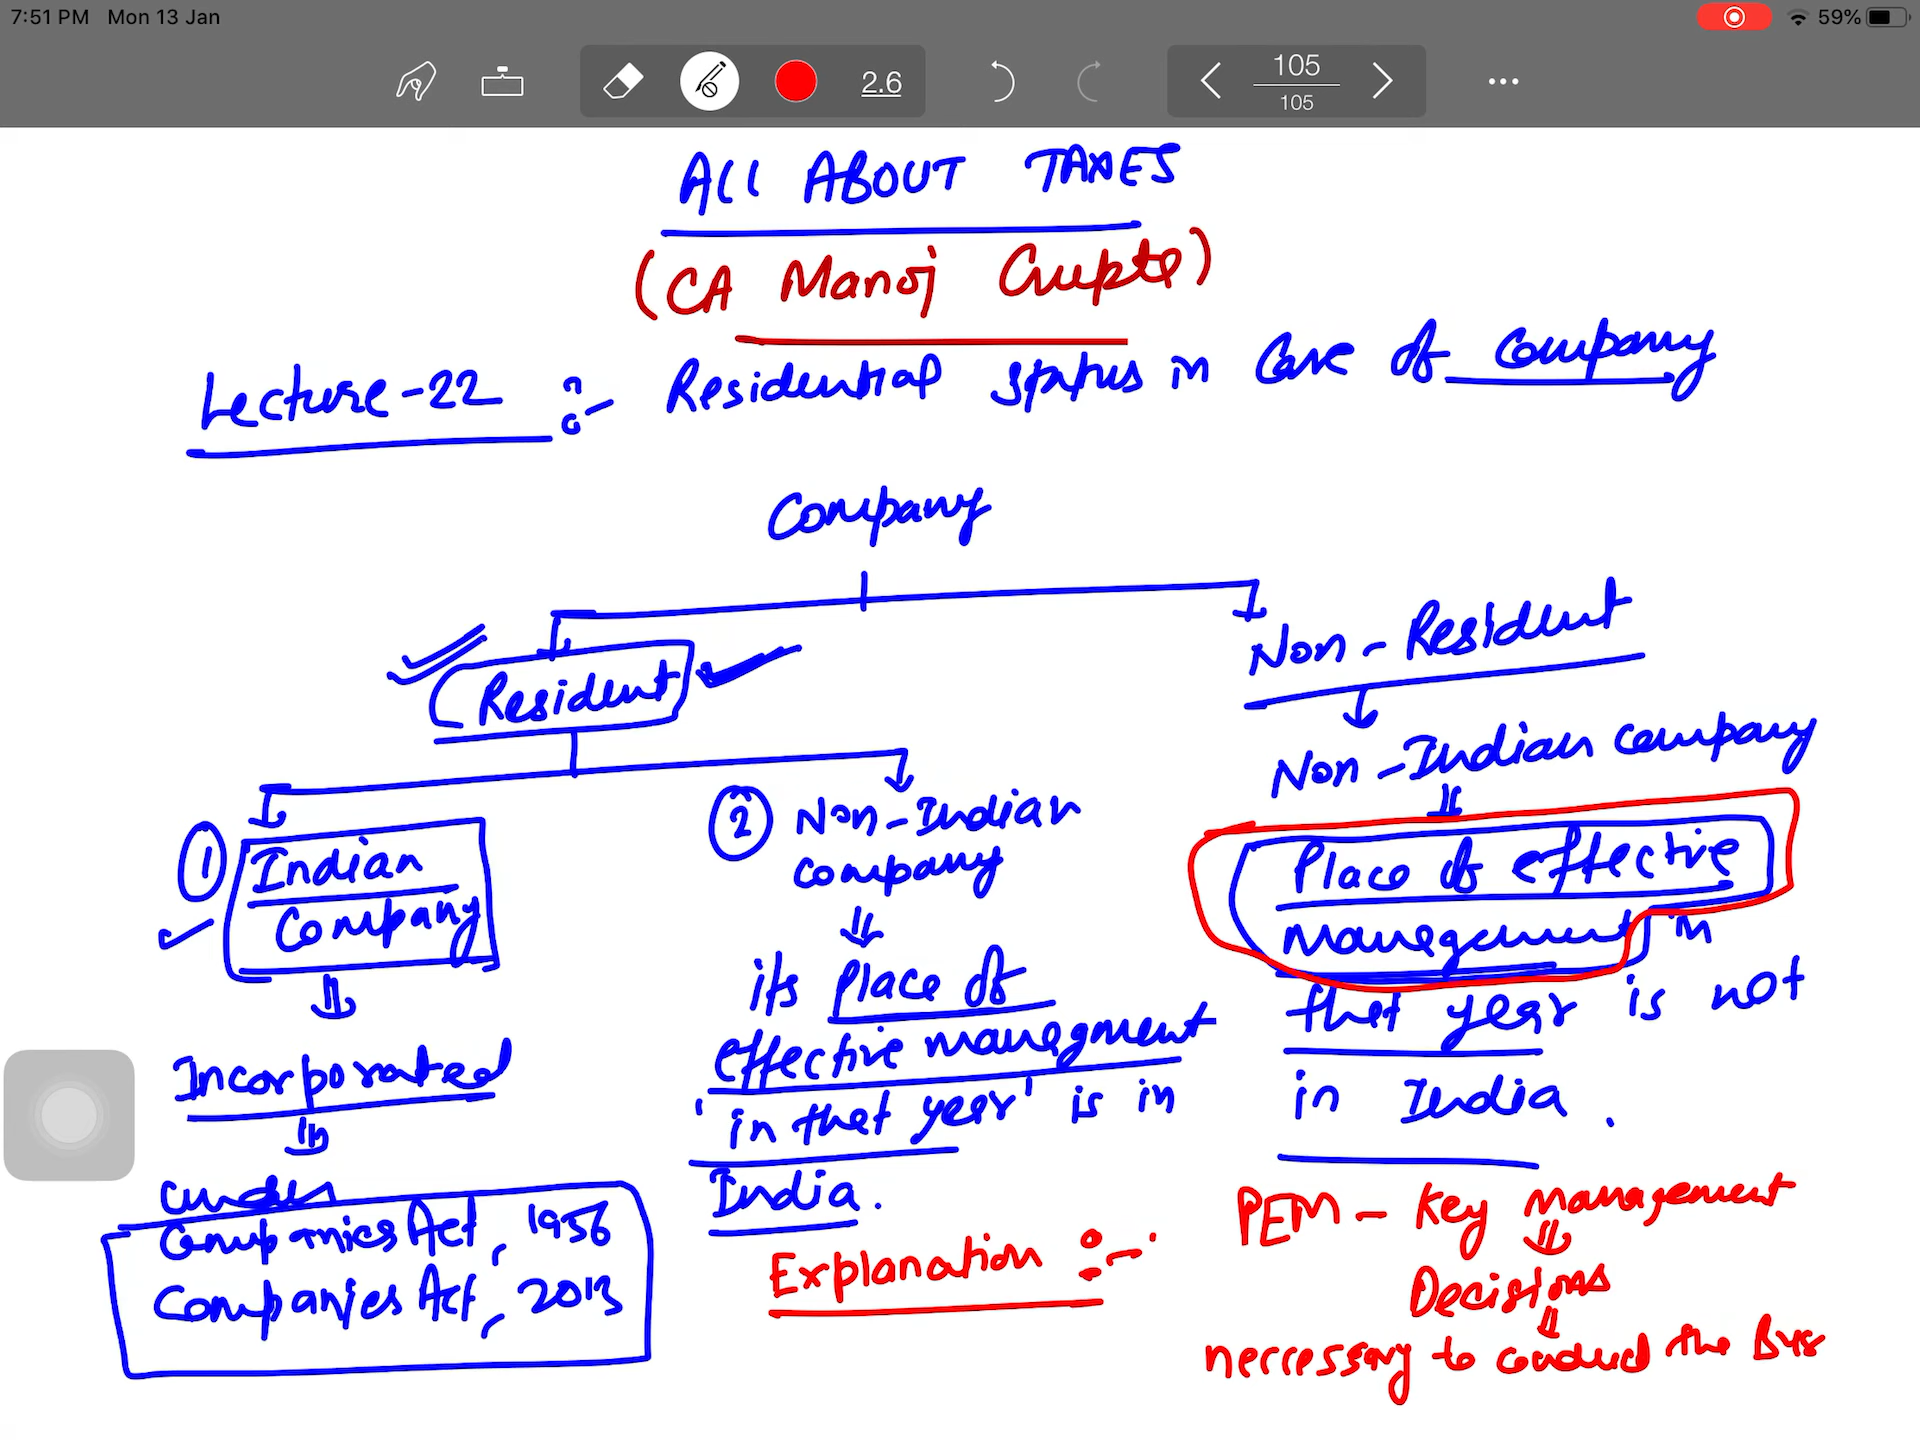 7:51 PM Mon 13 Jan
59%
2.6
105
105
All ABOUT TAXES
(CA Manoj Gupta)
Lecture-22 :- Residential status in Case of Company
Company
Resident
Non-Resident
① Indian Company
Incorporated
under
Companies Act, 1956
Companies Act, 2013
② Non-Indian
company
its place of
effective managment
'in that year' is in
India.
Non-Indian company
Place of effective
Management in
that year is not
in India.
Explanation :-
PEM - Key Management
Decisions
neccessary to conduct the Bus